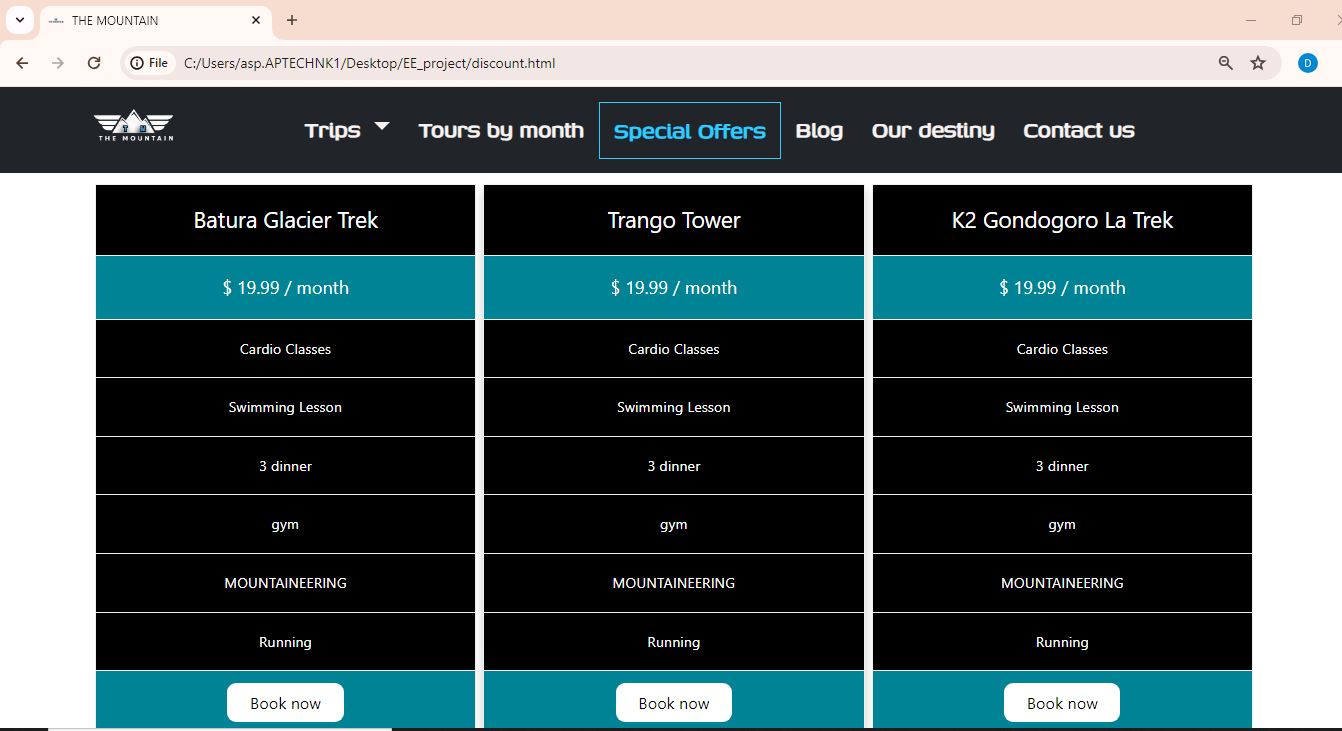 THE MOUNTAIN
File C:/Users/asp.APTECHNK1/Desktop/EE_project/discount.html D
T M
THE MOUNTAIN
Trips Tours by month Special Offers Blog Our destiny Contact us
Batura Glacier Trek Trango Tower K2 Gondogoro La Trek
$ 19.99 / month $ 19.99 / month $ 19.99 / month
Cardio Classes Cardio Classes Cardio Classes
Swimming Lesson Swimming Lesson Swimming Lesson
3 dinner 3 dinner 3 dinner
gym gym gym
MOUNTAINEERING MOUNTAINEERING MOUNTAINEERING
Running Running Running
Book now Book now Book now